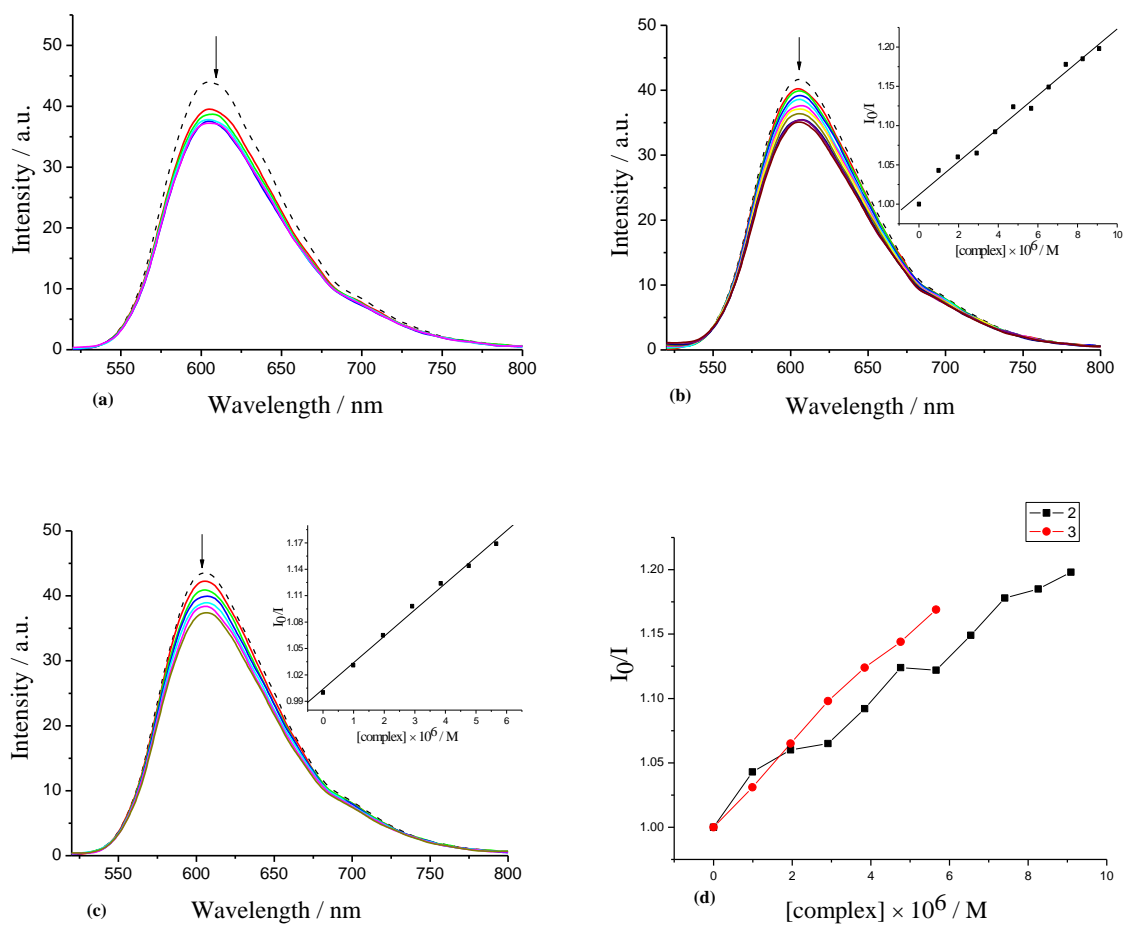 50
40
30
20
10
0
Intensity / a.u.
550 600 650 700 750 800
(a)
Wavelength / nm
50
40
30
20
10
0
Intensity / a.u.
550 600 650 700 750 800
(b)
Wavelength / nm
1.20
1.15
1.10
1.05
1.00
I0/I
0 2 4 6 8 10
[complex] × 10^6 / M
50
40
30
20
10
0
Intensity / a.u.
550 600 650 700 750 800
(c)
Wavelength / nm
1.17
1.14
1.11
1.08
1.05
1.02
0.99
I0/I
0 1 2 3 4 5 6
[complex] × 10^6 / M
2
3
1.20
1.15
1.10
1.05
1.00
I0/I
0 2 4 6 8 10
(d)
[complex] × 10^6 / M